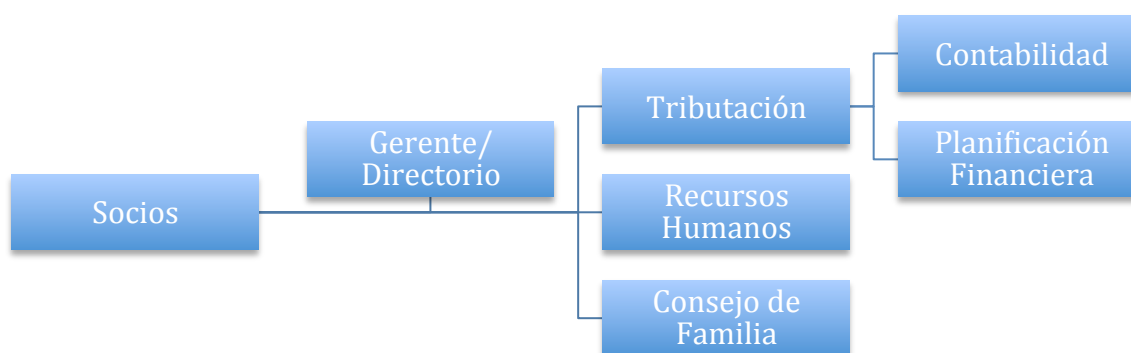 Socios
Gerente/
Directorio
Tributación
Recursos
Humanos
Consejo de
Familia
Contabilidad
Planificación
Financiera